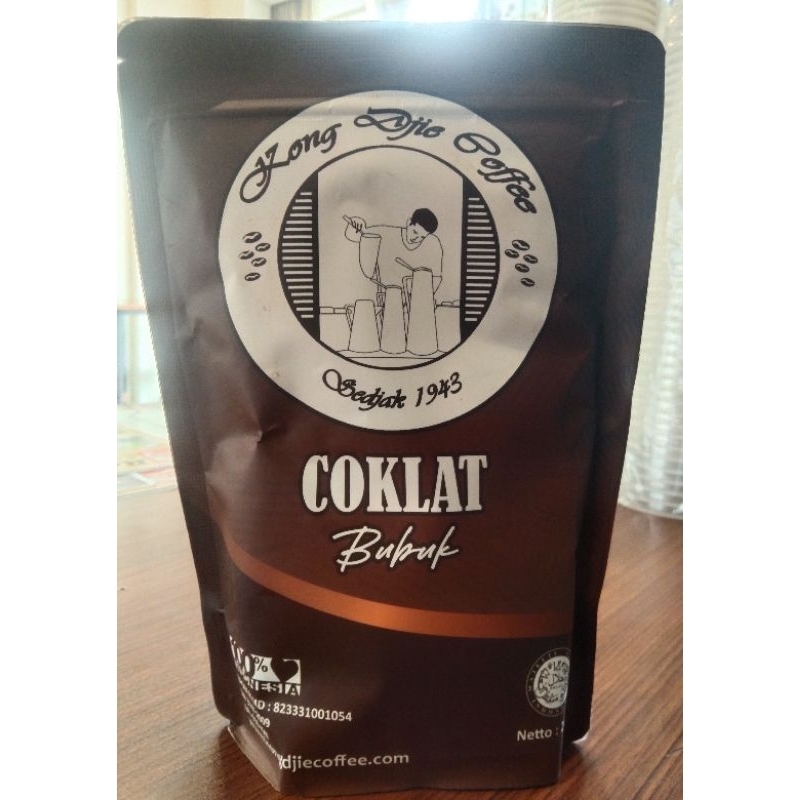 Kong Djie Coffee
Sedjak 1943
COKLAT
Bubuk
%
: 823331001054
Netto :
djiecoffee.com